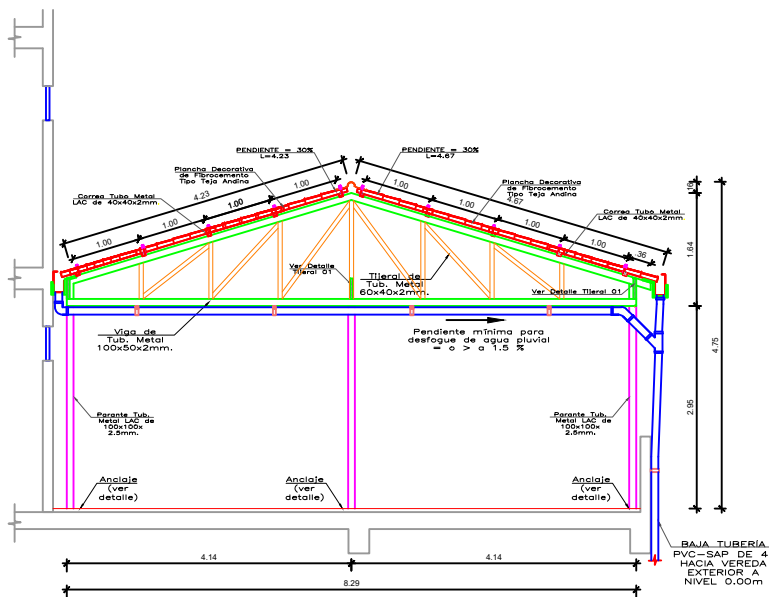 PENDIENTE = 30%
L=4.23
PENDIENTE = 30%
L=4.67
Plancha Decorativa
de Fibrocemento
Tipo Teja Andina
Plancha Decorativa
de Fibrocemento
Tipo Teja Andina
Correa Tubo Metal
LAC de 40x40x2mm
Correa Tubo Metal
LAC de 40x40x2mm
4.23
4.67
1.00
1.00
1.00
1.00
1.00
1.00
1.00
1.00
.36
.16
1.64
4.75
2.95
Ver Detalle
Tijeral 01
Tijeral de
Tub. Metal
60x40x2mm.
Ver Detalle Tijeral 01
Viga de
Tub. Metal
100x50x2mm.
Pendiente mínima para
desfogue de agua pluvial
= o > a 1.5 %
Parante Tub.
Metal LAC de
100x100x
2.5mm.
Parante Tub.
Metal LAC de
100x100x
2.5mm.
Anclaje
(ver
detalle)
Anclaje
(ver
detalle)
Anclaje
(ver
detalle)
BAJA TUBERÍA
PVC-SAP DE 4
HACIA VEREDA
EXTERIOR A
NIVEL 0.00m
4.14
4.14
8.29